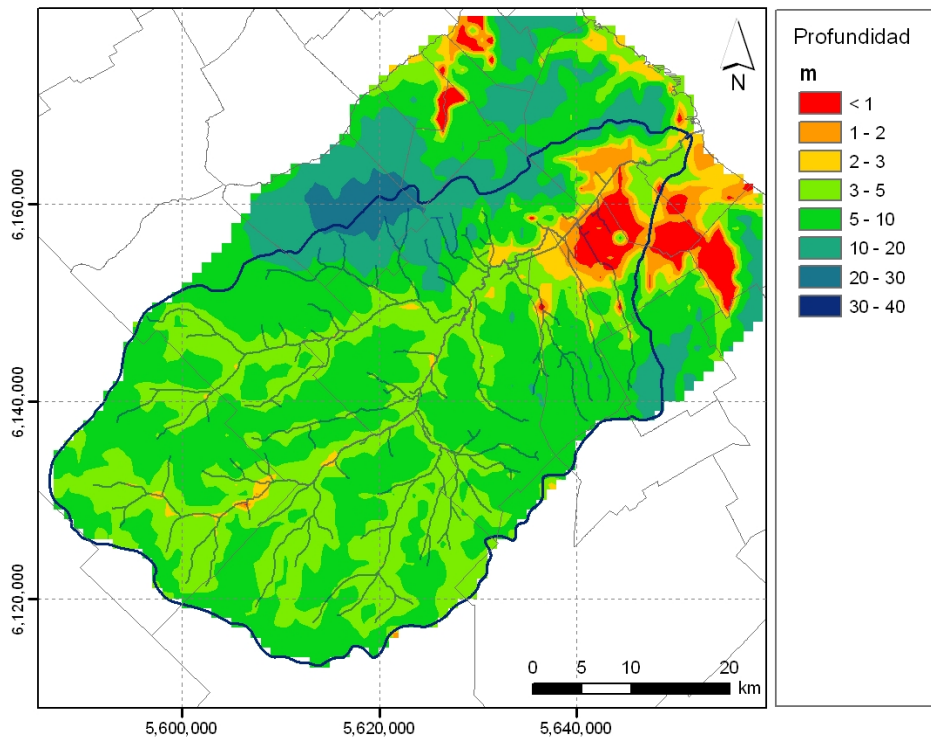 N
6,160,000
6,140,000
6,120,000
5,600,000
5,620,000
5,640,000
0 5 10 20
km
Profundidad
m
< 1
1 - 2
2 - 3
3 - 5
5 - 10
10 - 20
20 - 30
30 - 40